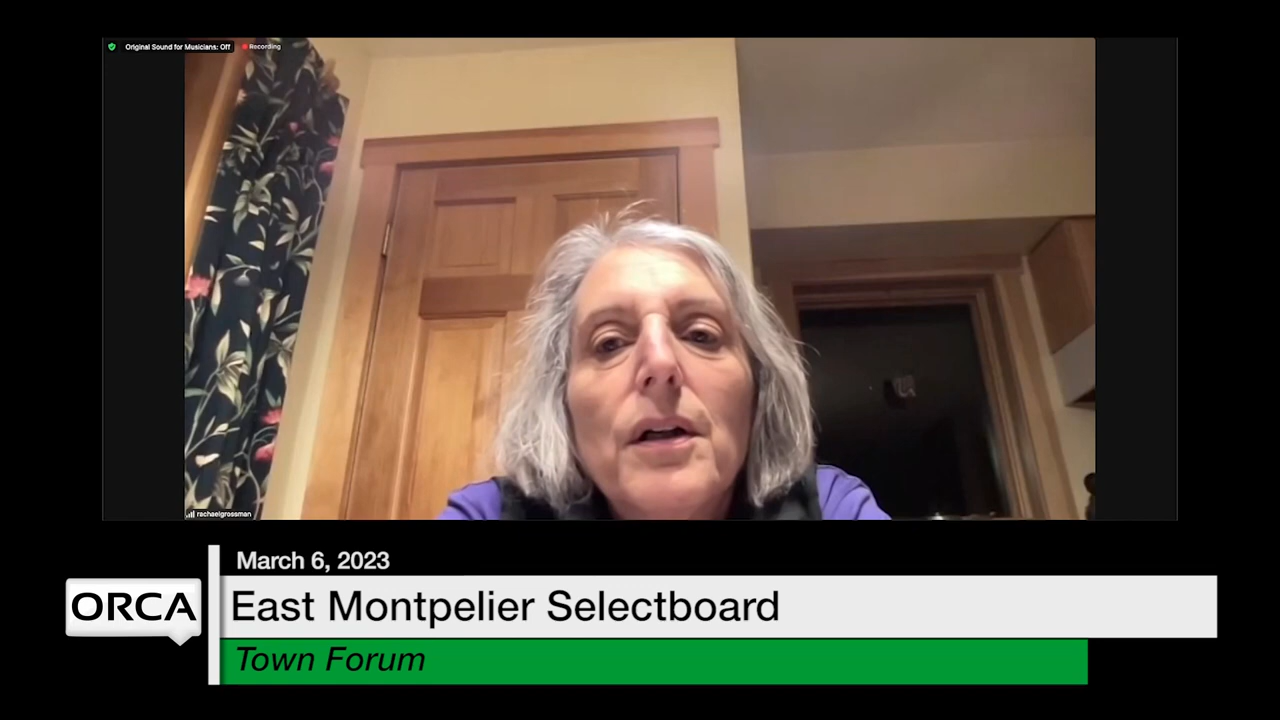 Original Sound for Musicians: Off Recording
rachaelgrossman
March 6, 2023
ORCA East Montpelier Selectboard
Town Forum